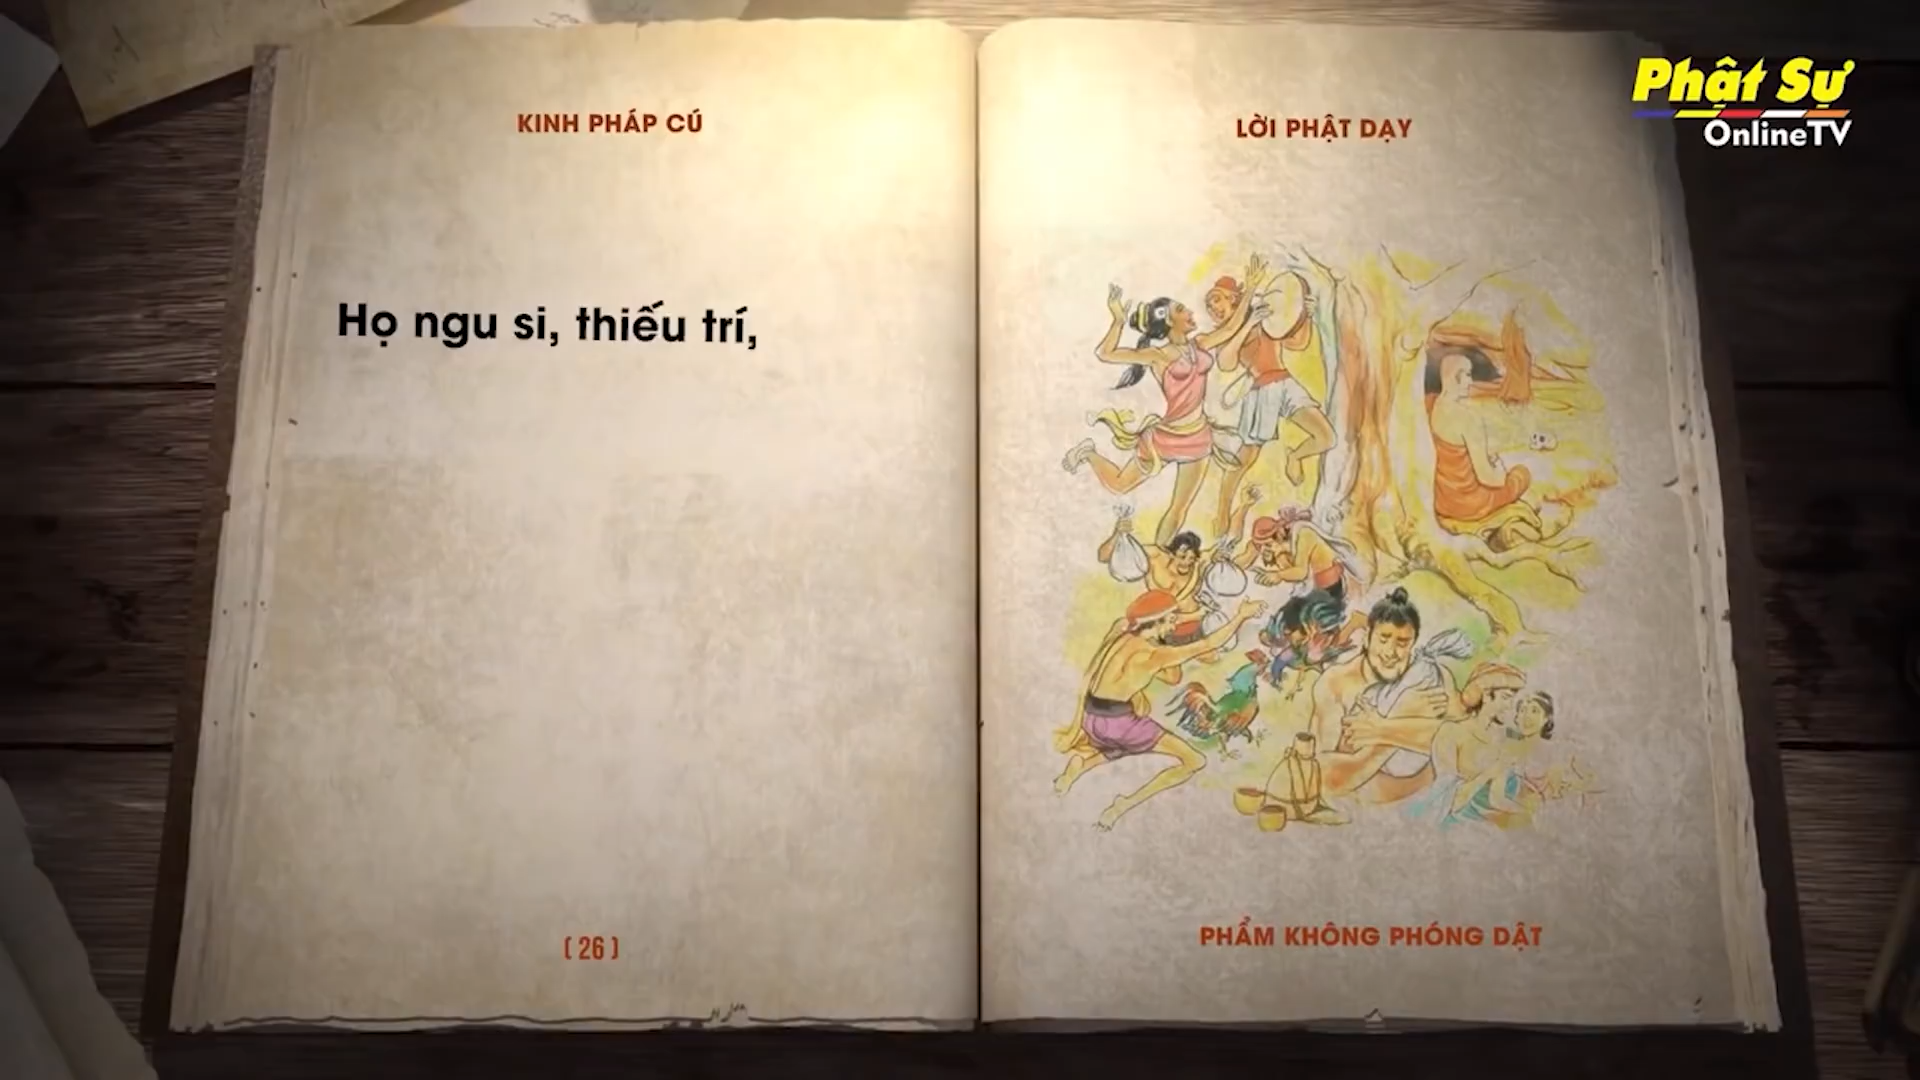 KINH PHÁP CÚ
Họ ngu si, thiếu trí,
( 26 )
LỜI PHẬT DẠY
PHẨM KHÔNG PHÓNG DẬT
Phật Sự
OnlineTV